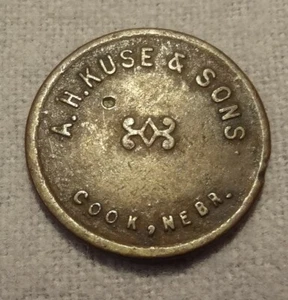 A.H.KUSE & SONS
COOK, NEBR.